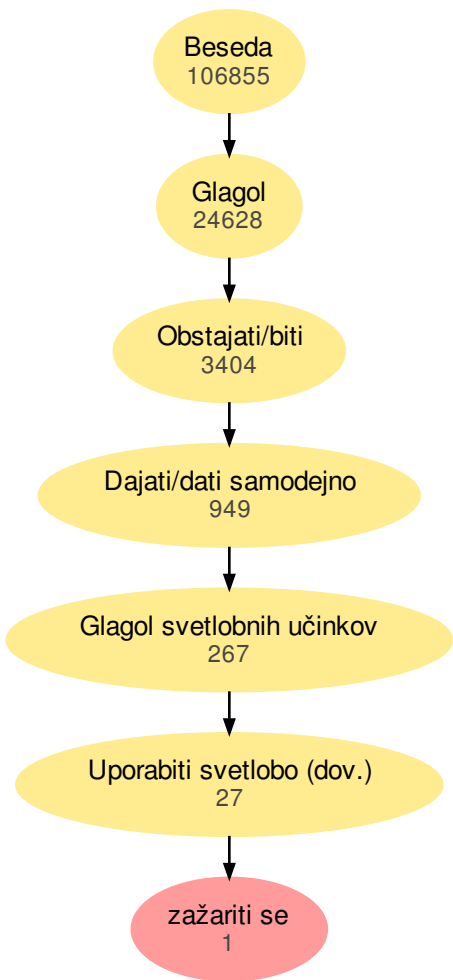 Beseda
106855
Glagol
24628
Obstajati/biti
3404
Dajati/dati samodejno
949
Glagol svetlobnih učinkov
267
Uporabiti svetlobo (dov.)
27
zažariti se
1